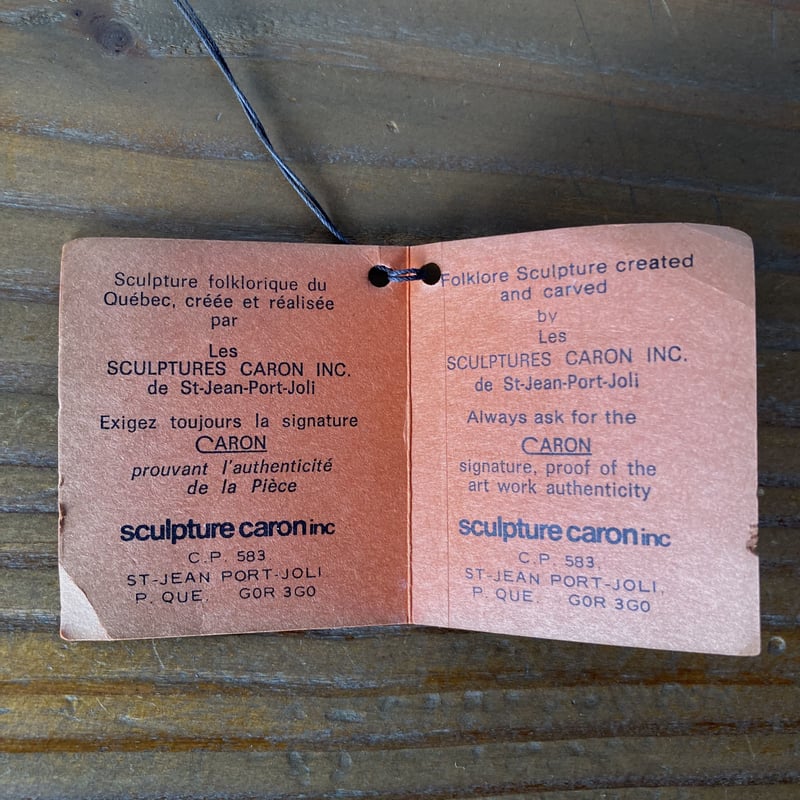 Sculpture folklorique du
Québec, créée et réalisée
par
Les
SCULPTURES CARON INC.
de St-Jean-Port-Joli
Exigez toujours la signature
CARON
prouvant l'authenticité
de la Pièce
sculpture caron inc
C.P. 583
ST-JEAN PORT-JOLI
P. QUE. G0R 3G0
Folklore Sculpture created
and carved
by
Les
SCULPTURES CARON INC.
de St-Jean-Port-Joli
Always ask for the
CARON
signature, proof of the
art work authenticity
sculpture caron inc
C.P. 583,
ST-JEAN PORT-JOLI,
P. QUE. G0R 3G0